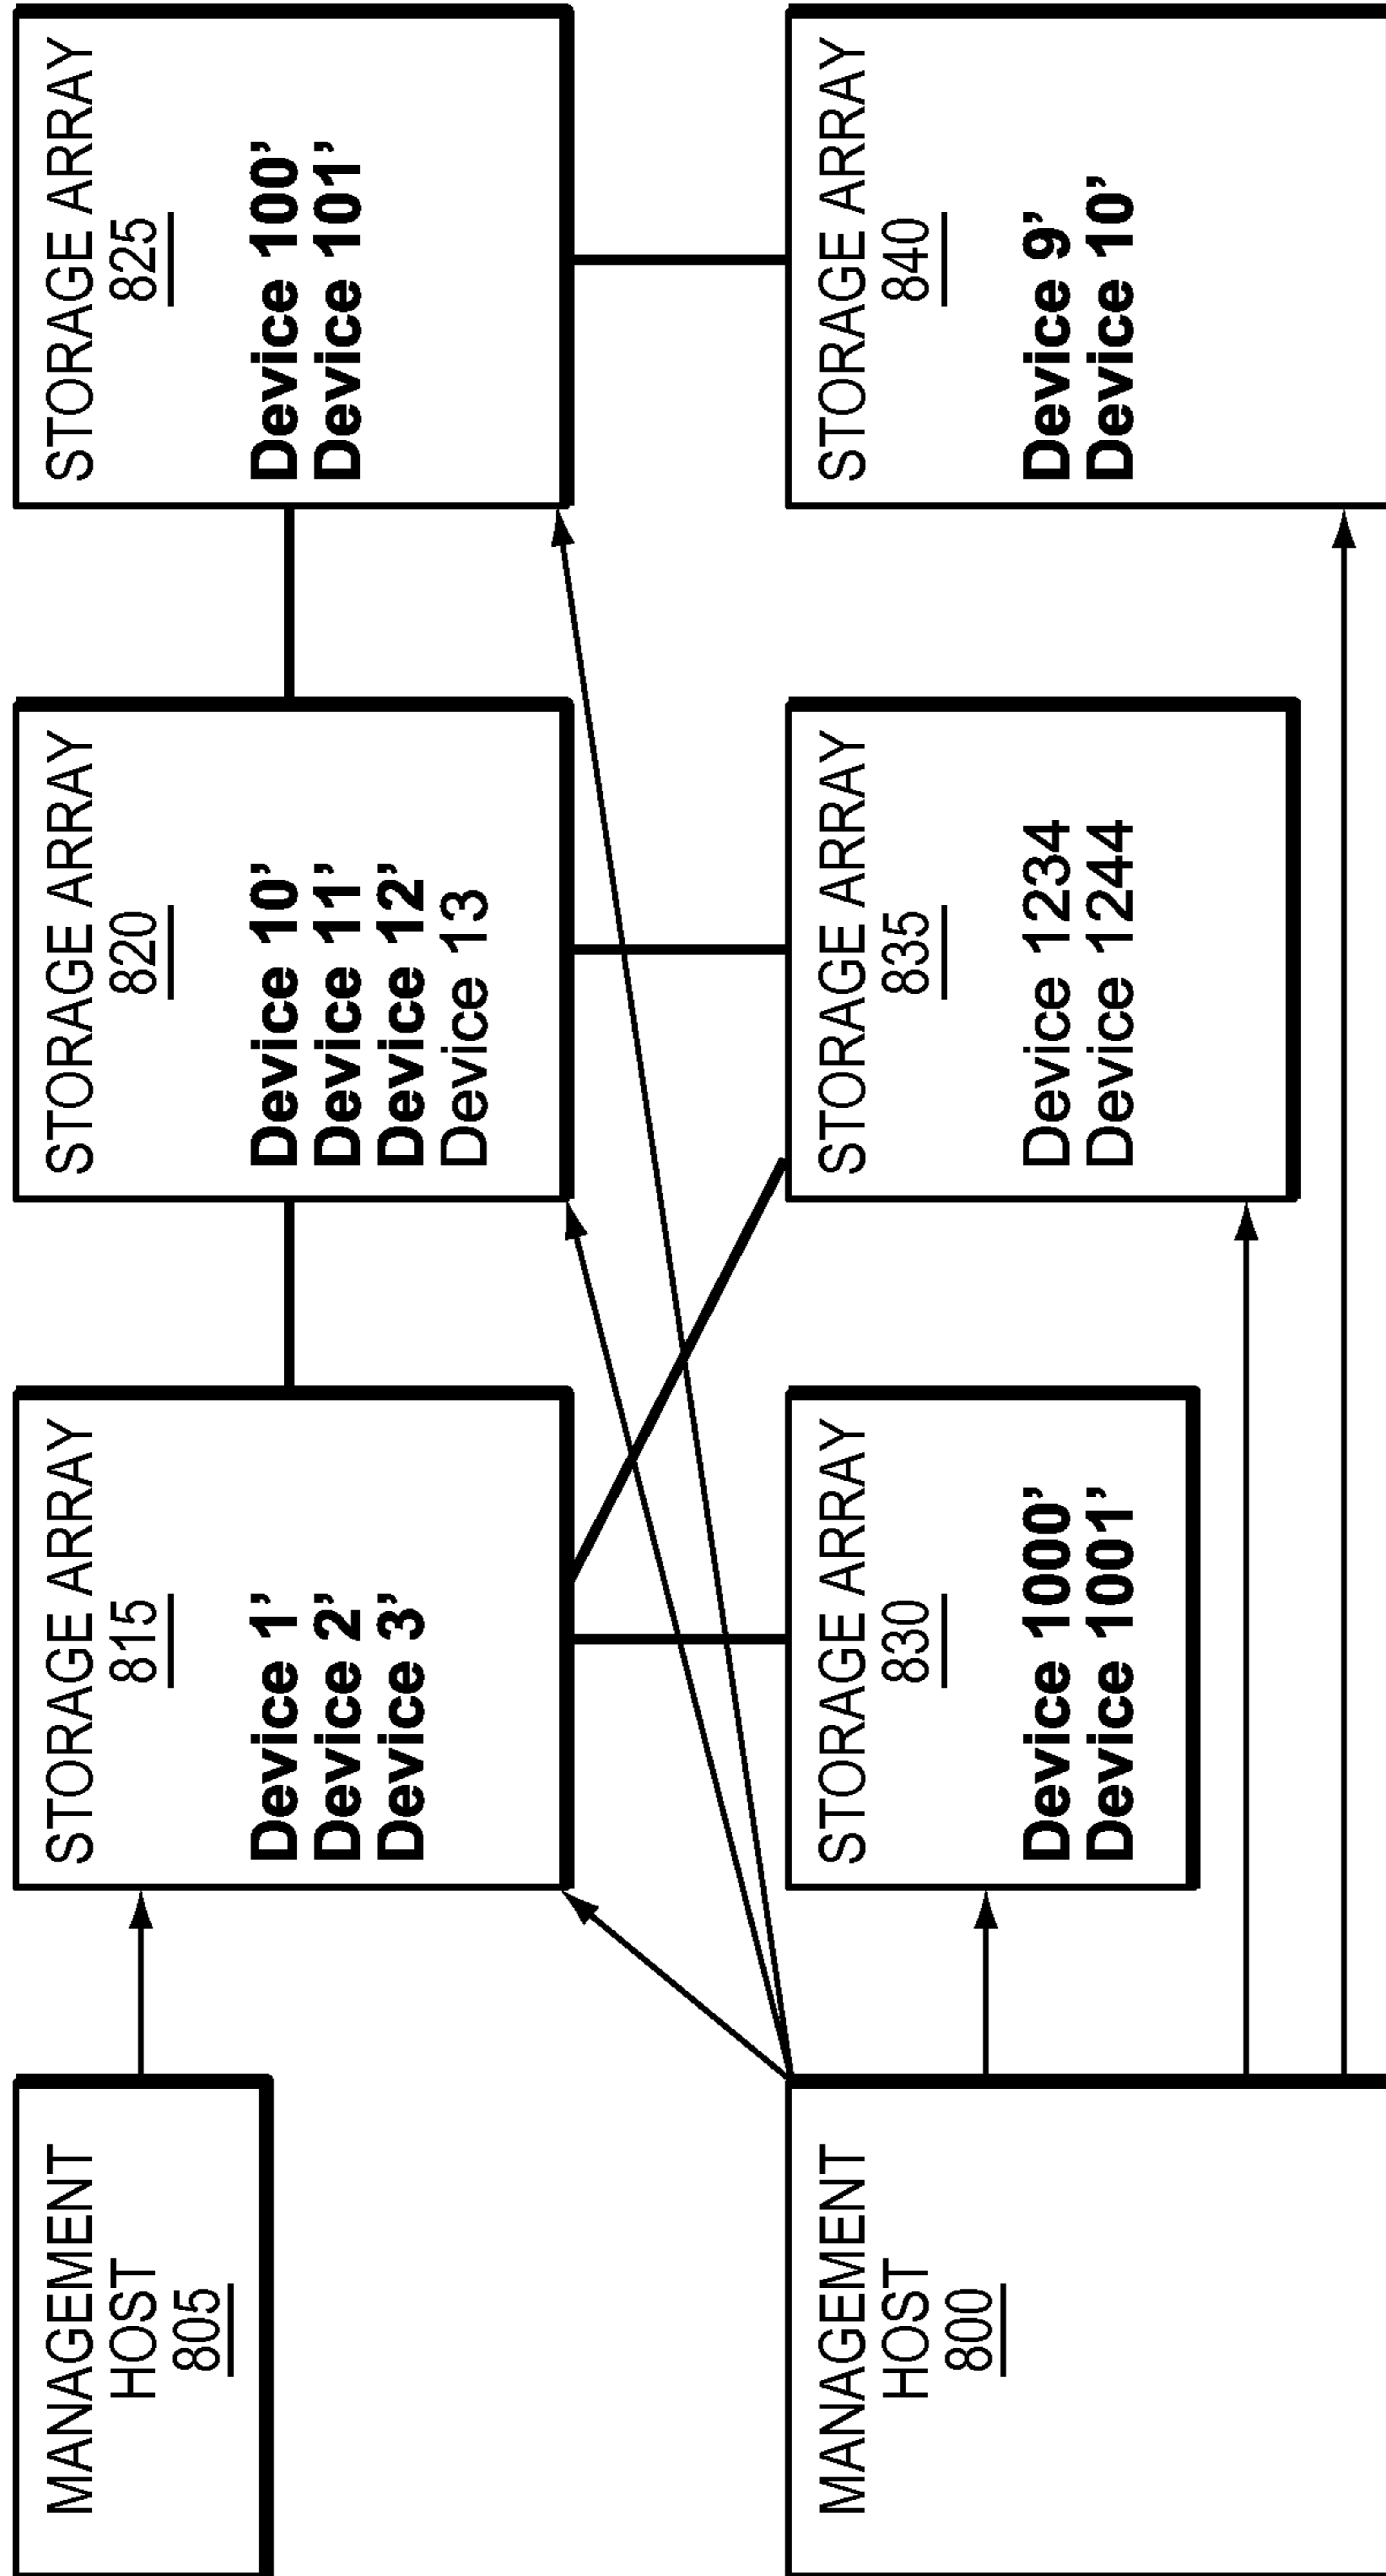 MANAGEMENT
HOST
805
STORAGE ARRAY
815
Device 1’
Device 2’
Device 3’
STORAGE ARRAY
820
Device 10’
Device 11’
Device 12’
Device 13
STORAGE ARRAY
825
Device 100’
Device 101’
MANAGEMENT
HOST
800
STORAGE ARRAY
830
Device 1000’
Device 1001’
STORAGE ARRAY
835
Device 1234
Device 1244
STORAGE ARRAY
840
Device 9’
Device 10’